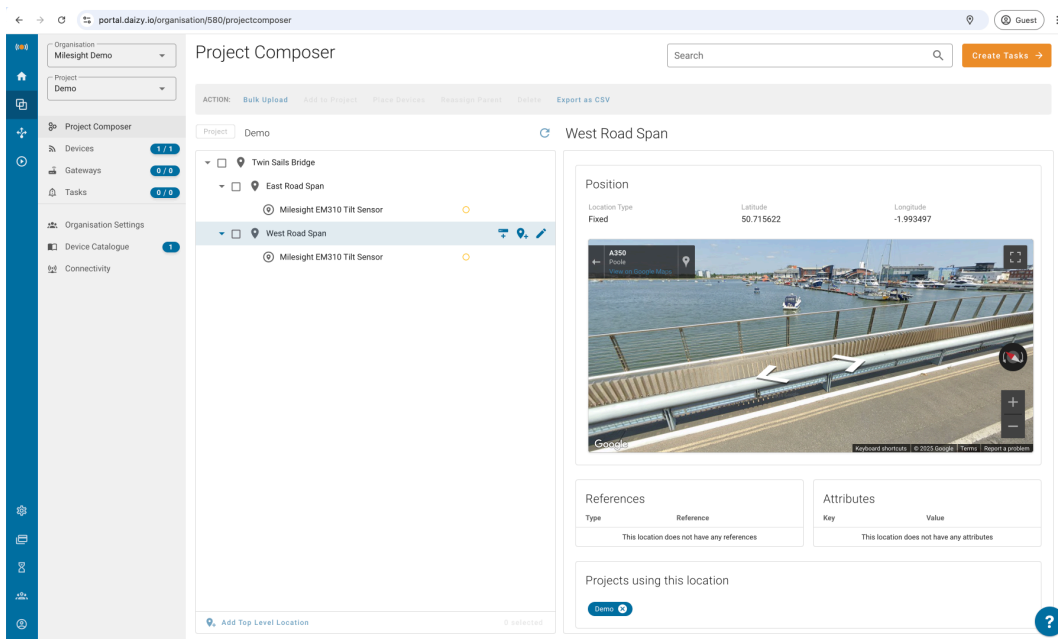 portal.daizy.io/organisation/580/projectcomposer
Guest
Organisation
Milesight Demo
Project
Demo
Project Composer
Devices
1 / 1
Gateways
0 / 0
Tasks
0 / 0
Organisation Settings
Device Catalogue
1
Connectivity
Project Composer
Search
Create Tasks
ACTION:
Bulk Upload
Add to Project
Place Devices
Reassign Parent
Delete
Export as CSV
Project
Demo
Twin Sails Bridge
East Road Span
Milesight EM310 Tilt Sensor
West Road Span
Milesight EM310 Tilt Sensor
Add Top Level Location
0 selected
West Road Span
Position
Location Type
Latitude
Longitude
Fixed
50.715622
-1.993497
A350
Poole
View on Google Maps
Google
Keyboard shortcuts
© 2025 Google
Terms
Report a problem
References
Type
Reference
This location does not have any references
Attributes
Key
Value
This location does not have any attributes
Projects using this location
Demo
?